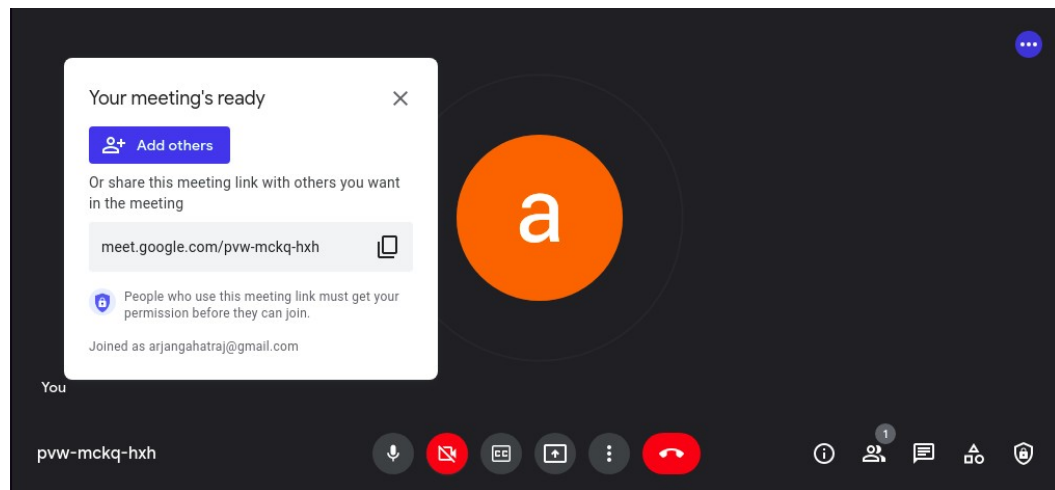 Your meeting's ready
Add others
Or share this meeting link with others you want
in the meeting
meet.google.com/pvw-mckq-hxh
People who use this meeting link must get your
permission before they can join.
Joined as arjangahatraj@gmail.com
a
You
pvw-mckq-hxh
CC
1